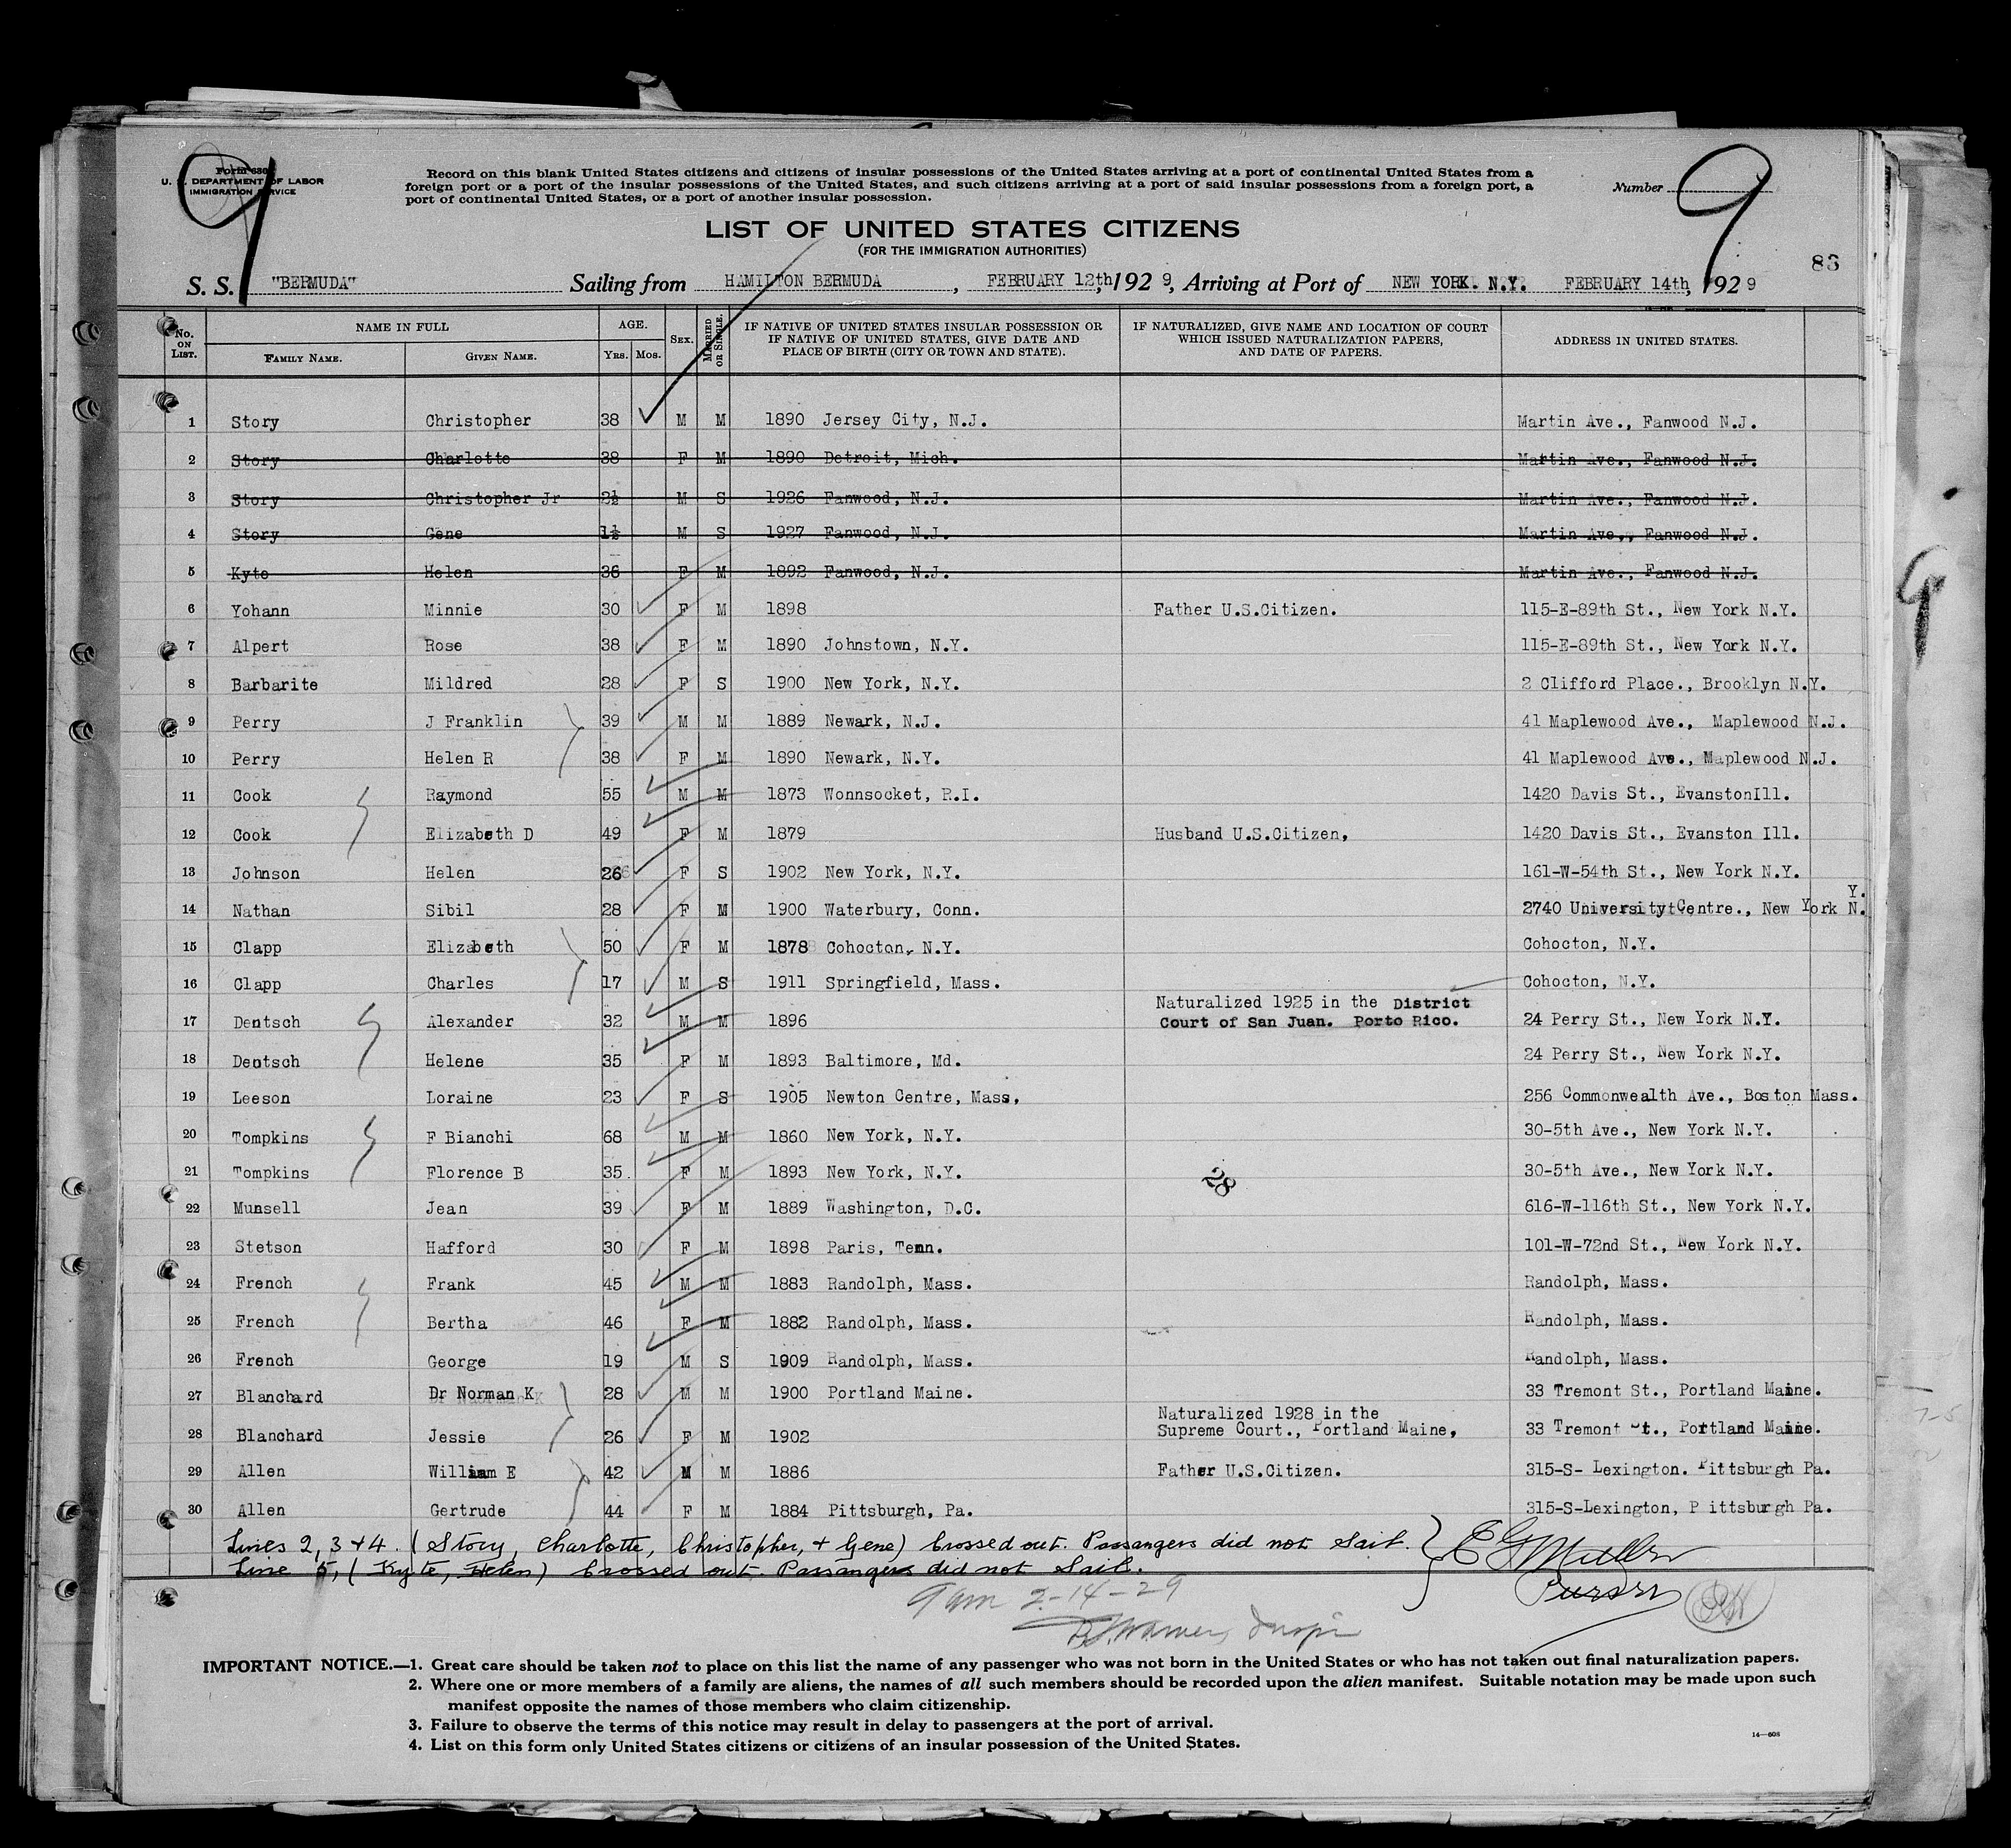 9
Form 630
U. S. DEPARTMENT OF LABOR
IMMIGRATION SERVICE
Record on this blank United States citizens and citizens of insular possessions of the United States arriving at a port of continental United States from a
foreign port or a port of the insular possessions of the United States, and such citizens arriving at a port of said insular possessions from a foreign port, a
port of continental United States, or a port of another insular possession.
Number 9
LIST OF UNITED STATES CITIZENS
(FOR THE IMMIGRATION AUTHORITIES)
83
S. S. "BERMUDA" Sailing from HAMILTON BERMUDA, FEBRUARY 12th, 1929, Arriving at Port of NEW YORK. N.Y. FEBRUARY 14th, 1929
No. ON LIST. NAME IN FULL FAMILY NAME. GIVEN NAME. AGE. YRS. MOS. SEX. MARRIED OR SINGLE. IF NATIVE OF UNITED STATES INSULAR POSSESSION OR IF NATIVE OF UNITED STATES, GIVE DATE AND PLACE OF BIRTH (CITY OR TOWN AND STATE). IF NATURALIZED, GIVE NAME AND LOCATION OF COURT WHICH ISSUED NATURALIZATION PAPERS, AND DATE OF PAPERS. ADDRESS IN UNITED STATES.
1 Story Christopher 38 M M 1890 Jersey City, N.J. Martin Ave., Fanwood N.J.
2 Story Charlotte 38 F M 1890 Detroit, Mich. Martin Ave., Fanwood N.J.
3 Story Christopher Jr 2½ M S 1926 Fanwood, N.J. Martin Ave., Fanwood N.J.
4 Story Gene 1½ M S 1927 Fanwood, N.J. Martin Ave., Fanwood N.J.
5 Kyte Helen 36 F M 1892 Fanwood, N.J. Martin Ave., Fanwood N.J.
6 Yohann Minnie 30 F M 1898 Father U.S.Citizen. 115-E-89th St., New York N.Y.
7 Alpert Rose 38 F M 1890 Johnstown, N.Y. 115-E-89th St., New York N.Y.
8 Barbarite Mildred 28 F S 1900 New York, N.Y. 2 Clifford Place., Brooklyn N.Y.
9 Perry J Franklin 39 M M 1889 Newark, N.J. 41 Maplewood Ave., Maplewood N.J.
10 Perry Helen R 38 F M 1890 Newark, N.Y. 41 Maplewood Ave., Maplewood N.J.
11 Cook Raymond 55 M M 1873 Wonnsocket, R.I. 1420 Davis St., EvanstonIll.
12 Cook Elizabeth D 49 F M 1879 Husband U.S.Citizen, 1420 Davis St., Evanston Ill.
13 Johnson Helen 26 F S 1902 New York, N.Y. 161-W-54th St., New York N.Y.
14 Nathan Sibil 28 F M 1900 Waterbury, Conn. 2740 University Centre., New York N. Y.
15 Clapp Elizabeth 50 F M 1878 Cohocton, N.Y. Cohocton, N.Y.
16 Clapp Charles 17 M S 1911 Springfield, Mass. Cohocton, N.Y.
17 Dentsch Alexander 32 M M 1896 Naturalized 1925 in the District Court of San Juan. Porto Rico. 24 Perry St., New York N.Y.
18 Dentsch Helene 35 F M 1893 Baltimore, Md. 24 Perry St., New York N.Y.
19 Leeson Loraine 23 F S 1905 Newton Centre, Mass, 256 Commonwealth Ave., Boston Mass.
20 Tompkins F Bianchi 68 M M 1860 New York, N.Y. 30-5th Ave., New York N.Y.
21 Tompkins Florence B 35 F M 1893 New York, N.Y. 28 30-5th Ave., New York N.Y.
22 Munsell Jean 39 F M 1889 Washington, D.C. 616-W-116th St., New York N.Y.
23 Stetson Hafford 30 F M 1898 Paris, Tenn. 101-W-72nd St., New York N.Y.
24 French Frank 45 M M 1883 Randolph, Mass. Randolph, Mass.
25 French Bertha 46 F M 1882 Randolph, Mass. Randolph, Mass.
26 French George 19 M S 1909 Randolph, Mass. Randolph, Mass.
27 Blanchard Dr Norman K 28 M M 1900 Portland Maine. 33 Tremont St., Portland Maine.
28 Blanchard Jessie 26 F M 1902 Naturalized 1928 in the Supreme Court., Portland Maine, 33 Tremont St., Portland Maine.
29 Allen William E 42 M M 1886 Father U.S.Citizen. 315-S- Lexington. Pittsburgh Pa.
30 Allen Gertrude 44 F M 1884 Pittsburgh, Pa. 315-S-Lexington, Pittsburgh Pa.
Lines 2, 3 + 4. (Story, Charlotte, Christopher, + Gene) Crossed out. Passengers did not Sail.
Line 5, (Kyte, Helen) Crossed out. Passengers did not Sail.
E G Muller
Purser
9 am 2-14-29
IMPORTANT NOTICE.—1. Great care should be taken not to place on this list the name of any passenger who was not born in the United States or who has not taken out final naturalization papers.
2. Where one or more members of a family are aliens, the names of all such members should be recorded upon the alien manifest. Suitable notation may be made upon such
manifest opposite the names of those members who claim citizenship.
3. Failure to observe the terms of this notice may result in delay to passengers at the port of arrival.
4. List on this form only United States citizens or citizens of an insular possession of the United States.
14—608
9